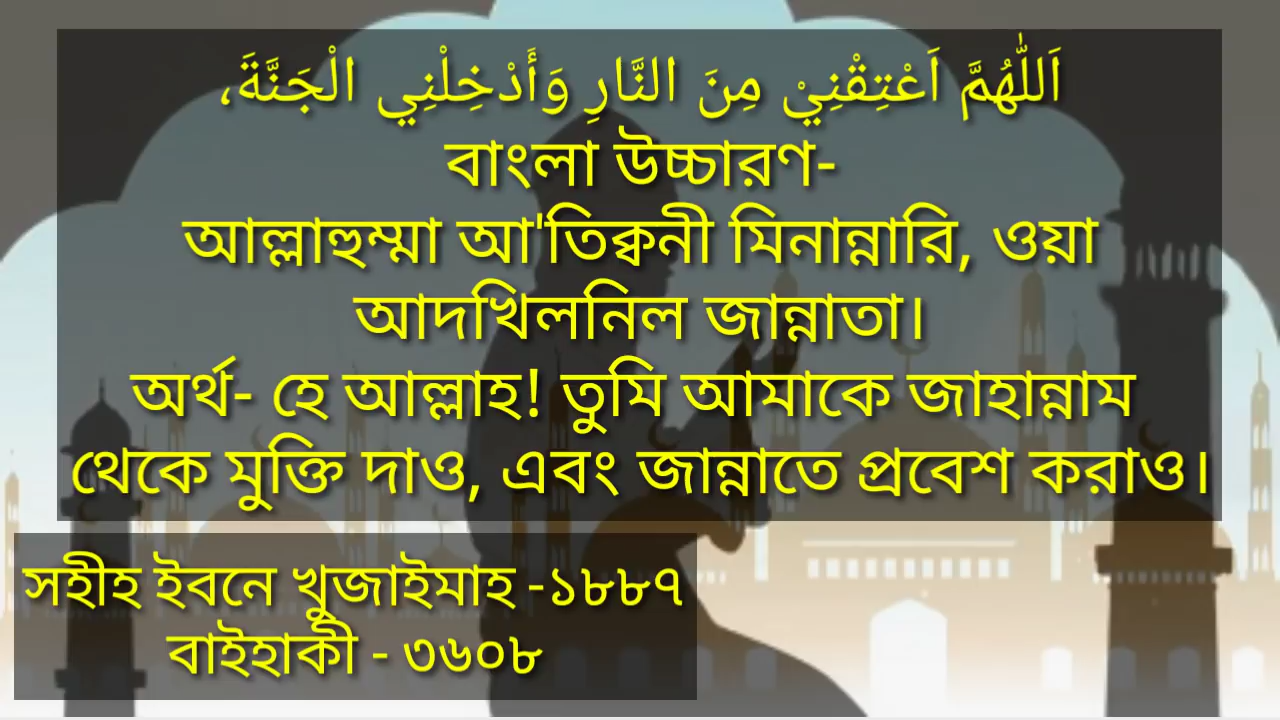 اَللّٰهُمَّ اَعْتِقْنِيْ مِنَ النَّارِ وَأَدْخِلْنِي الْجَنَّةَ،
বাংলা উচ্চারণ-
আল্লাহুম্মা আ'তিক্বনী মিনান্নারি, ওয়া
আদখিলনিল জান্নাতা।
অর্থ- হে আল্লাহ! তুমি আমাকে জাহান্নাম
থেকে মুক্তি দাও, এবং জান্নাতে প্রবেশ করাও।
সহীহ ইবনে খুজাইমাহ -১৮৮৭
বাইহাকী - ৩৬০৮